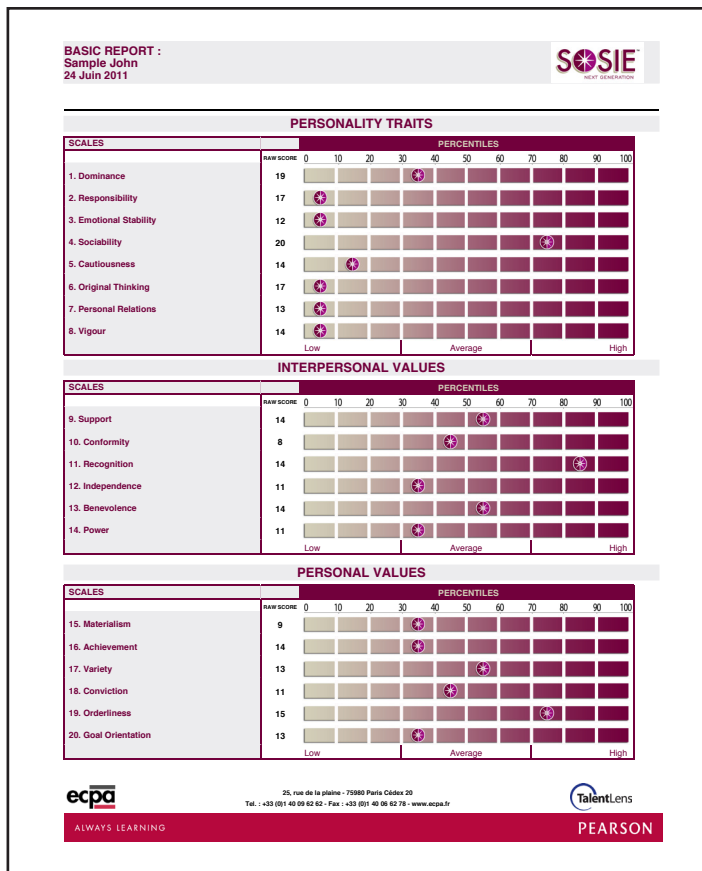 BASIC REPORT :
Sample John
24 Juin 2011
SOSIE™
NEXT GENERATION
PERSONALITY TRAITS
SCALES PERCENTILES
RAW SCORE 0 10 20 30 40 50 60 70 80 90 100
1. Dominance 19
2. Responsibility 17
3. Emotional Stability 12
4. Sociability 20
5. Cautiousness 14
6. Original Thinking 17
7. Personal Relations 13
8. Vigour 14
Low Average High
INTERPERSONAL VALUES
SCALES PERCENTILES
RAW SCORE 0 10 20 30 40 50 60 70 80 90 100
9. Support 14
10. Conformity 8
11. Recognition 14
12. Independence 11
13. Benevolence 14
14. Power 11
Low Average High
PERSONAL VALUES
SCALES PERCENTILES
RAW SCORE 0 10 20 30 40 50 60 70 80 90 100
15. Materialism 9
16. Achievement 14
17. Variety 13
18. Conviction 11
19. Orderliness 15
20. Goal Orientation 13
Low Average High
ecpa
25, rue de la plaine - 75980 Paris Cédex 20
Tel. : +33 (0)1 40 09 62 62 - Fax : +33 (0)1 40 06 62 78 - www.ecpa.fr
TalentLens
ALWAYS LEARNING PEARSON